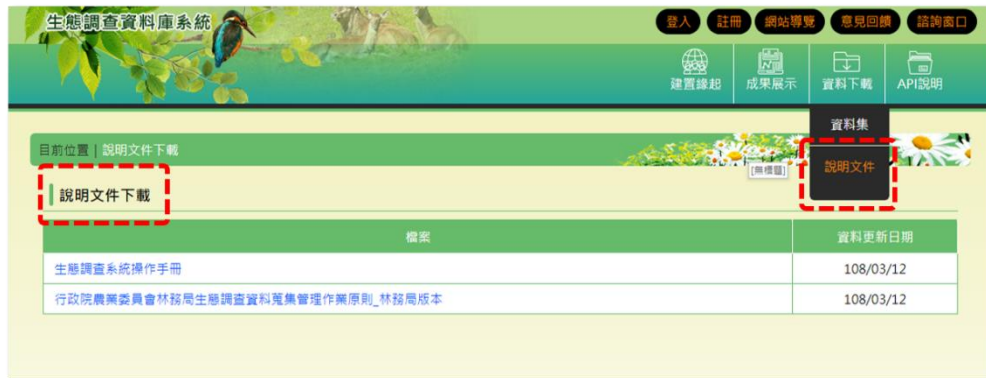 生態調查資料庫系統
登入 註冊 網站導覽 意見回饋 諮詢窗口
建置緣起 成果展示 資料下載 API說明
資料集
說明文件
目前位置 | 說明文件下載
[無標題]
說明文件下載
檔案 資料更新日期
生態調查系統操作手冊 108/03/12
行政院農業委員會林務局生態調查資料蒐集管理作業原則_林務局版本 108/03/12